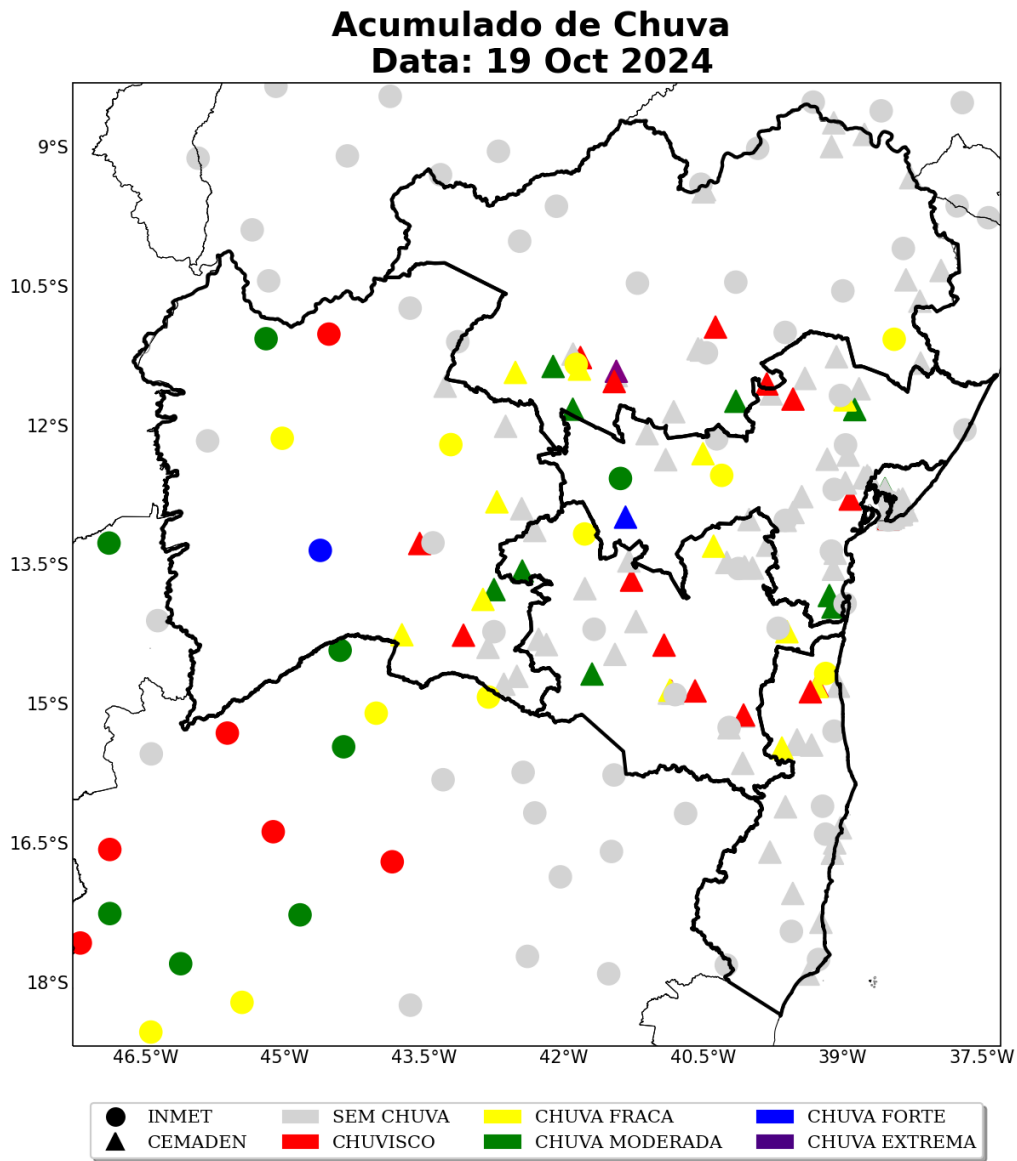 Acumulado de Chuva
Data: 19 Oct 2024
9°S
10.5°S
12°S
13.5°S
15°S
16.5°S
18°S
46.5°W 45°W 43.5°W 42°W 40.5°W 39°W 37.5°W
INMET SEM CHUVA CHUVA FRACA CHUVA FORTE
CEMADEN CHUVISCO CHUVA MODERADA CHUVA EXTREMA